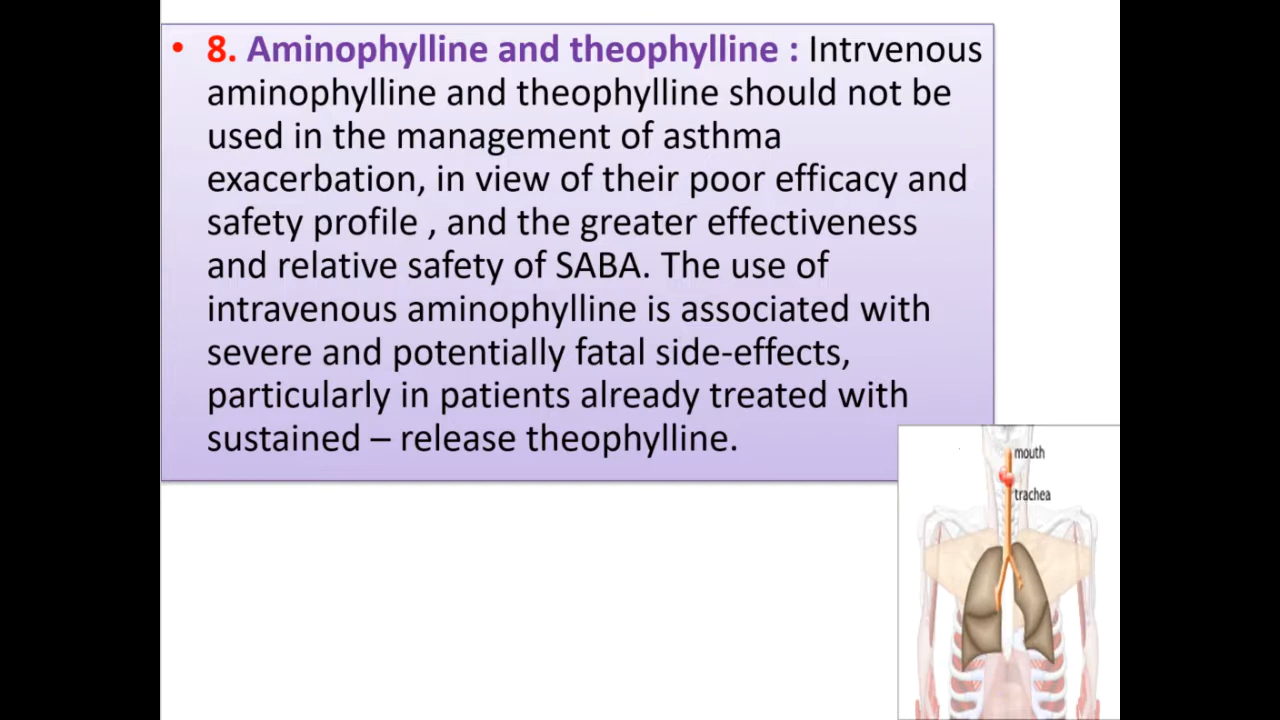 • 8. Aminophylline and theophylline : Intrvenous
aminophylline and theophylline should not be
used in the management of asthma
exacerbation, in view of their poor efficacy and
safety profile , and the greater effectiveness
and relative safety of SABA. The use of
intravenous aminophylline is associated with
severe and potentially fatal side-effects,
particularly in patients already treated with
sustained – release theophylline.
mouth
trachea